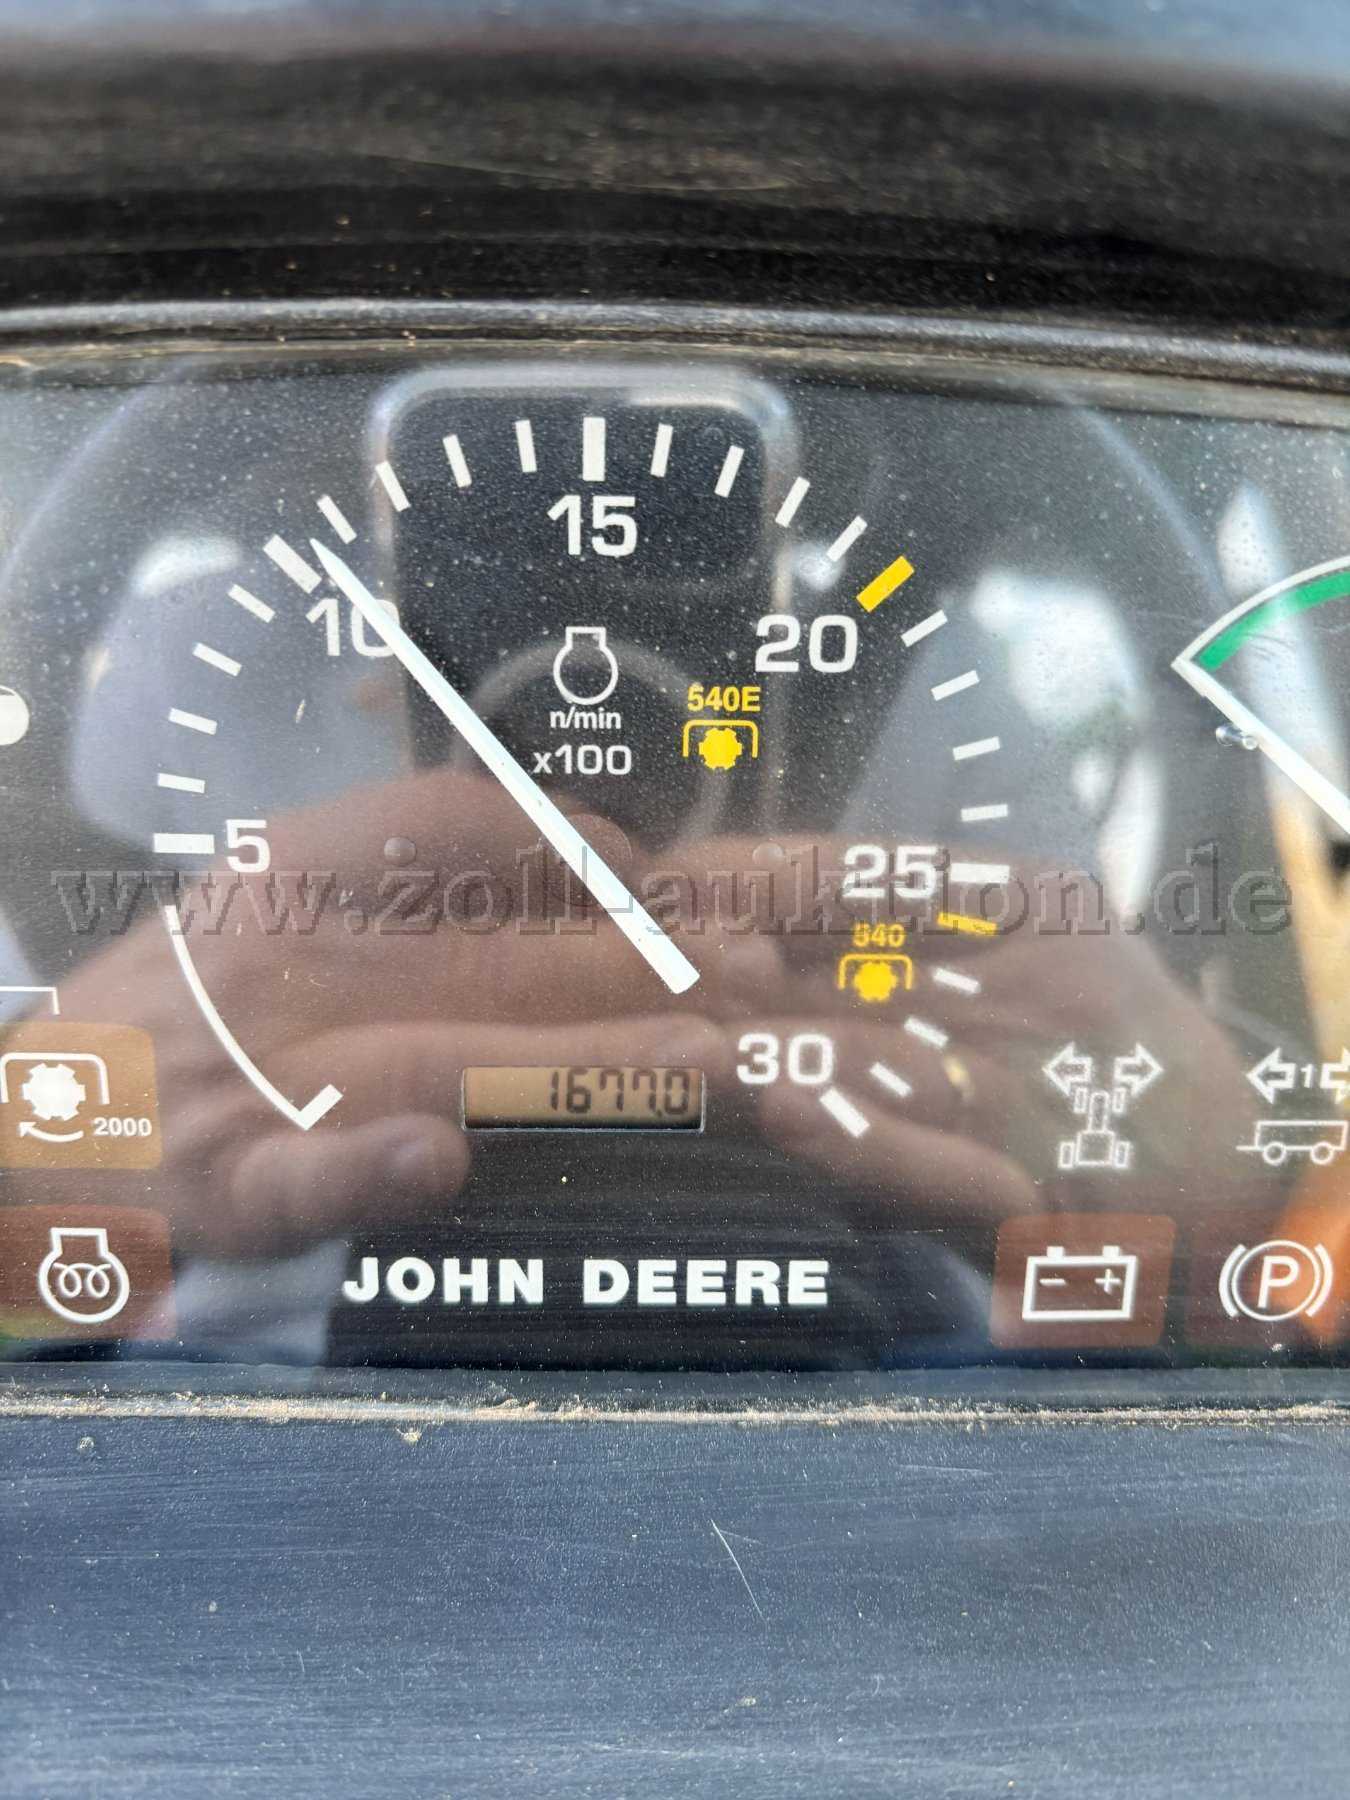 15
10
20
540E
n/min
x100
5
25
www.zoll-auktion.de
540
30
1677.0
2000
1
JOHN DEERE
- +
P